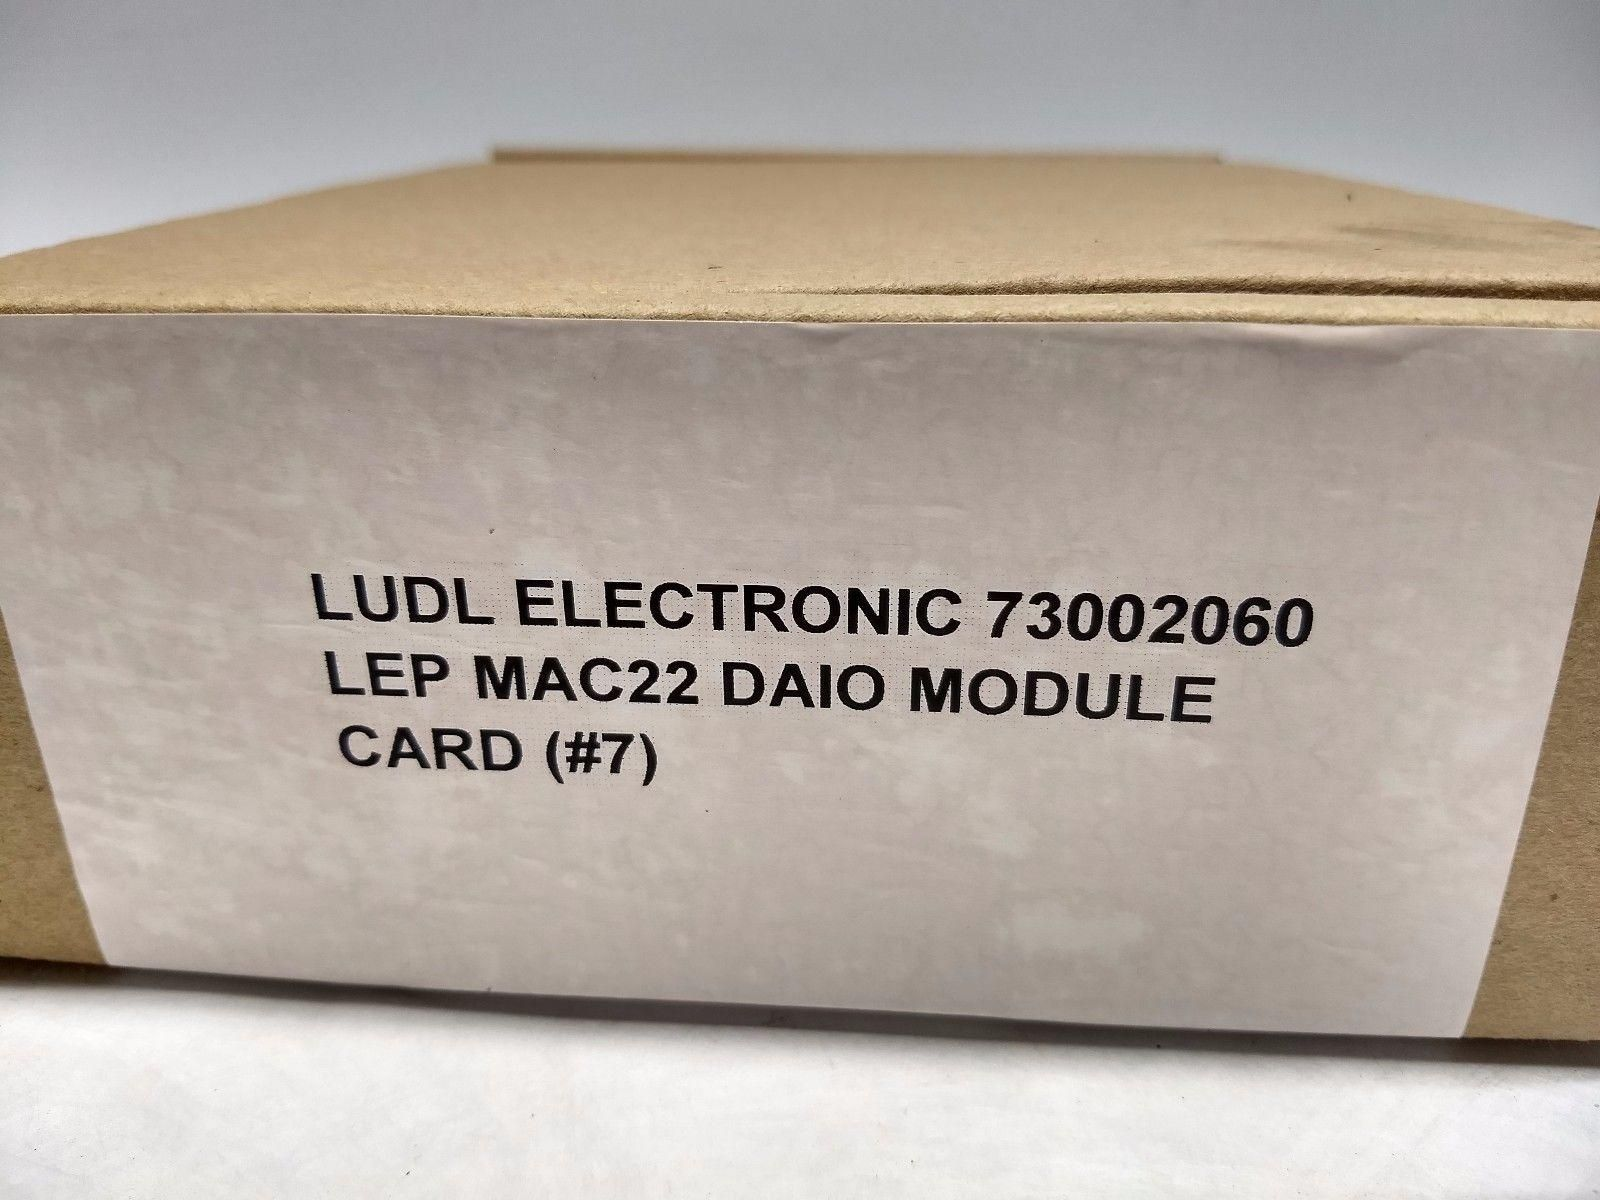 LUDL ELECTRONIC 73002060
LEP MAC22 DAIO MODULE
CARD (#7)